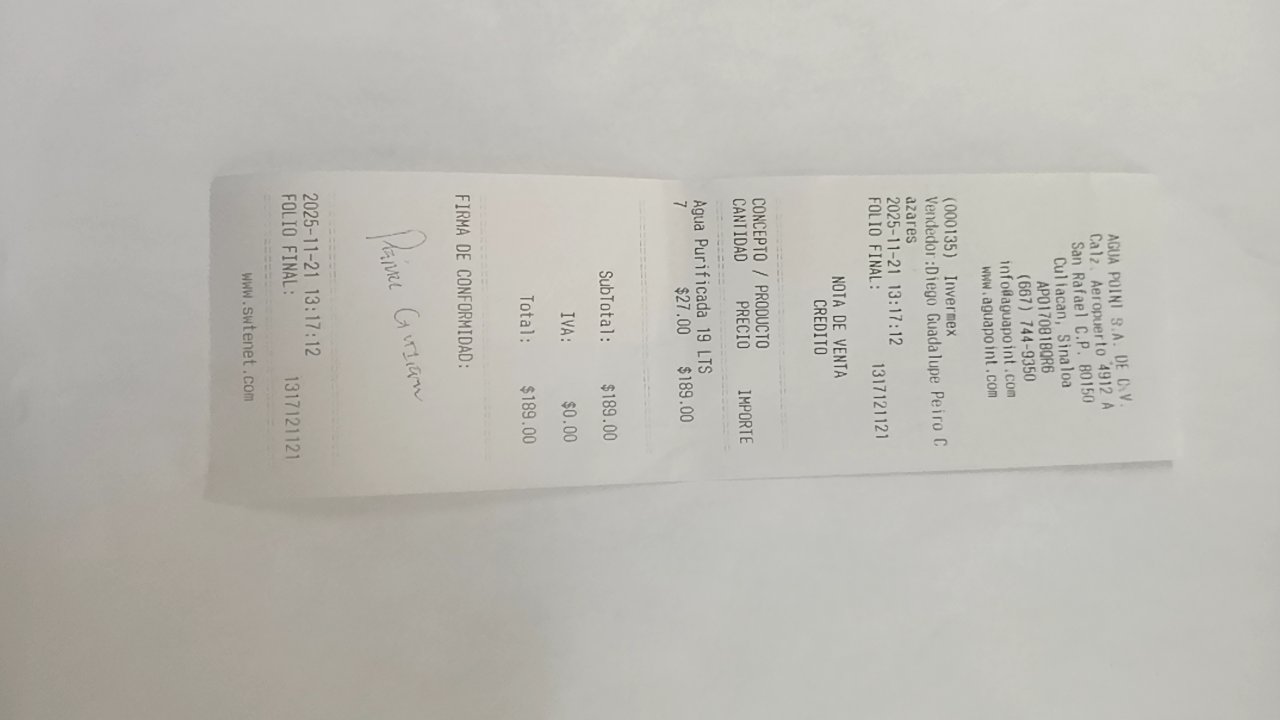 AGUA POINT S.A. DE C.V.
Calz. Aeropuerto 4912 A
San Rafael C.P. 80150
Culiacan, Sinaloa
APO170818QR6
(667) 744-9350
info@aguapoint.com
www.aguapoint.com
(000135) Invermex
Vendedor:Diego Guadalupe Peiro C
azares
2025-11-21 13:17:12
FOLIO FINAL: 1317121121
NOTA DE VENTA
CREDITO
CONCEPTO / PRODUCTO
CANTIDAD PRECIO IMPORTE
Agua Purificada 19 LTS
7 $27.00 $189.00
SubTotal: $189.00
IVA: $0.00
Total: $189.00
FIRMA DE CONFORMIDAD:
2025-11-21 13:17:12
FOLIO FINAL: 1317121121
www.swtenet.com